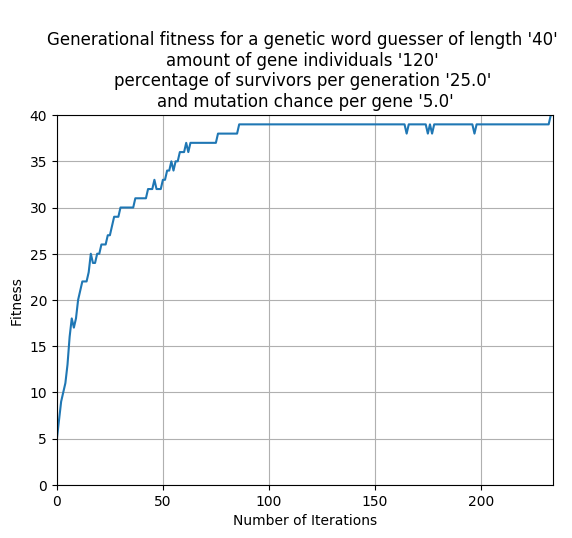 Generational fitness for a genetic word guesser of length '40'
amount of gene individuals '120'
percentage of survivors per generation '25.0'
and mutation chance per gene '5.0'
40
35
30
25
20
15
10
5
0
Fitness
0 50 100 150 200
Number of Iterations